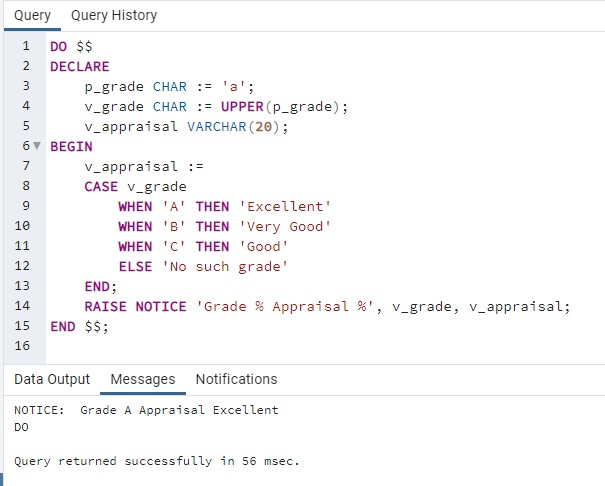 Query Query History
1 DO $$
2 DECLARE
3 p_grade CHAR := 'a';
4 v_grade CHAR := UPPER(p_grade);
5 v_appraisal VARCHAR(20);
6 BEGIN
7 v_appraisal :=
8 CASE v_grade
9 WHEN 'A' THEN 'Excellent'
10 WHEN 'B' THEN 'Very Good'
11 WHEN 'C' THEN 'Good'
12 ELSE 'No such grade'
13 END;
14 RAISE NOTICE 'Grade % Appraisal %', v_grade, v_appraisal;
15 END $$;
16
Data Output Messages Notifications
NOTICE: Grade A Appraisal Excellent
DO
Query returned successfully in 56 msec.